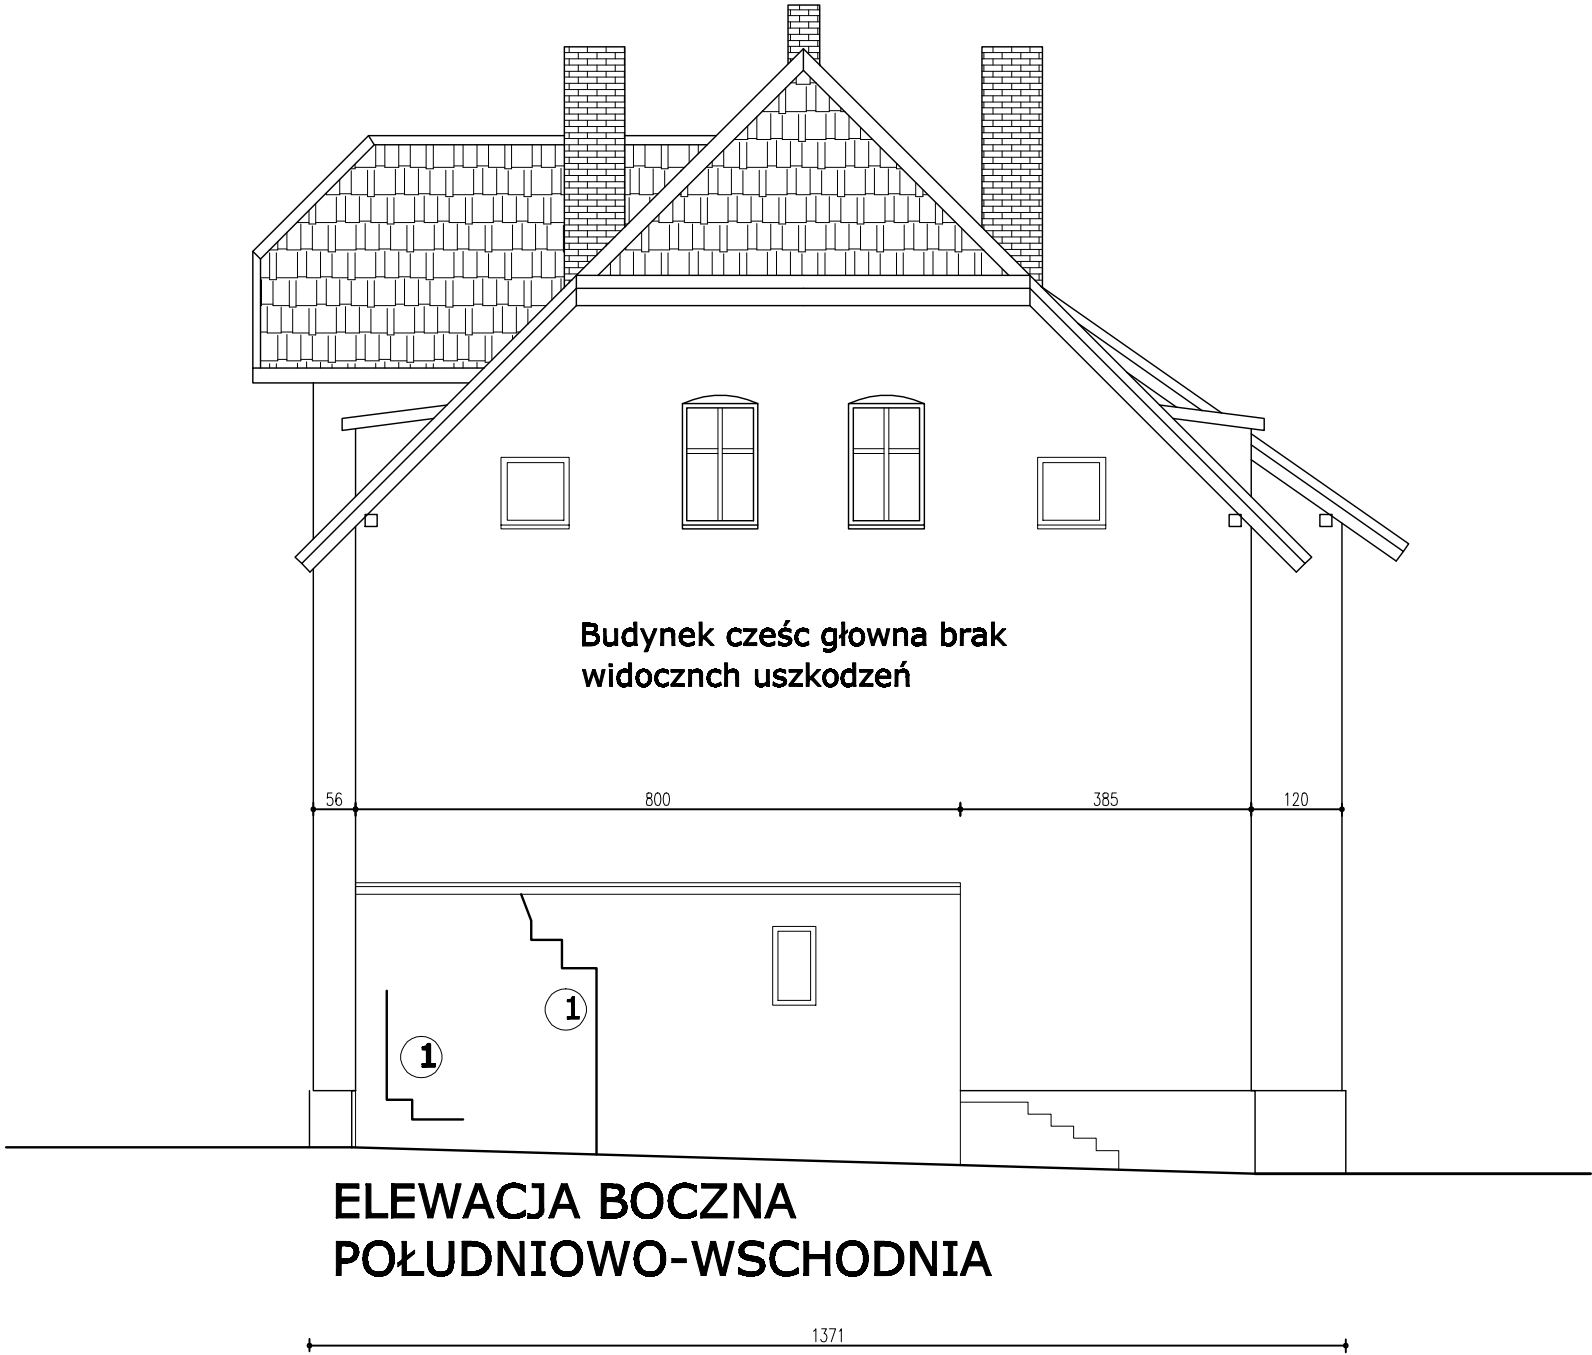 Budynek cześc głowna brak
widocznch uszkodzeń
56 800 385 120
1
1
ELEWACJA BOCZNA
POŁUDNIOWO-WSCHODNIA
1371